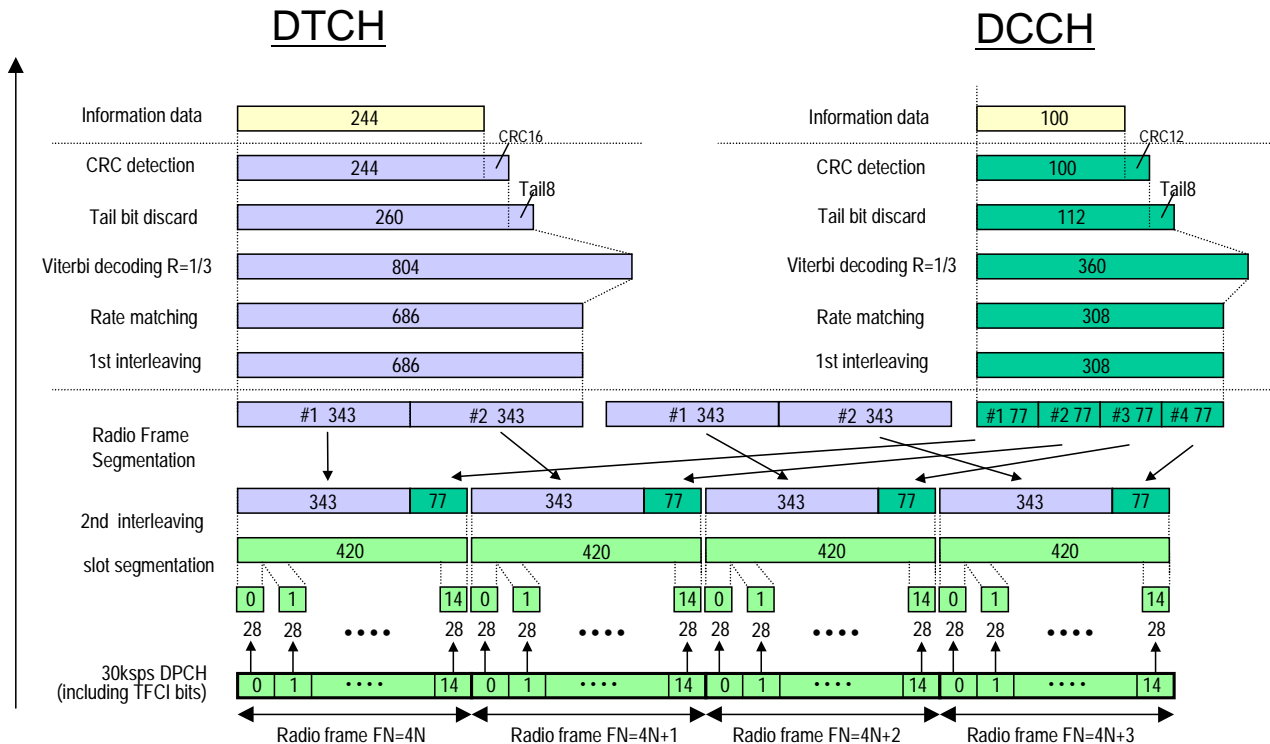 DTCH DCCH
Information data 244 Information data 100
CRC16 CRC12
CRC detection 244 CRC detection 100
Tail8 Tail8
Tail bit discard 260 Tail bit discard 112
Viterbi decoding R=1/3 804 Viterbi decoding R=1/3 360
Rate matching 686 Rate matching 308
1st interleaving 686 1st interleaving 308
#1 343 #2 343 #1 343 #2 343 #1 77 #2 77 #3 77 #4 77
Radio Frame
Segmentation
343 77 343 77 343 77 343 77
2nd interleaving
420 420 420 420
slot segmentation
0 1 14 0 1 14 0 1 14 0 1 14
28 28 •••• 28 28 28 •••• 28 28 28 •••• 28 28 28 •••• 28
30ksps DPCH
(including TFCI bits)
0 1 •••• 14 0 1 •••• 14 0 1 •••• 14 0 1 •••• 14
Radio frame FN=4N Radio frame FN=4N+1 Radio frame FN=4N+2 Radio frame FN=4N+3